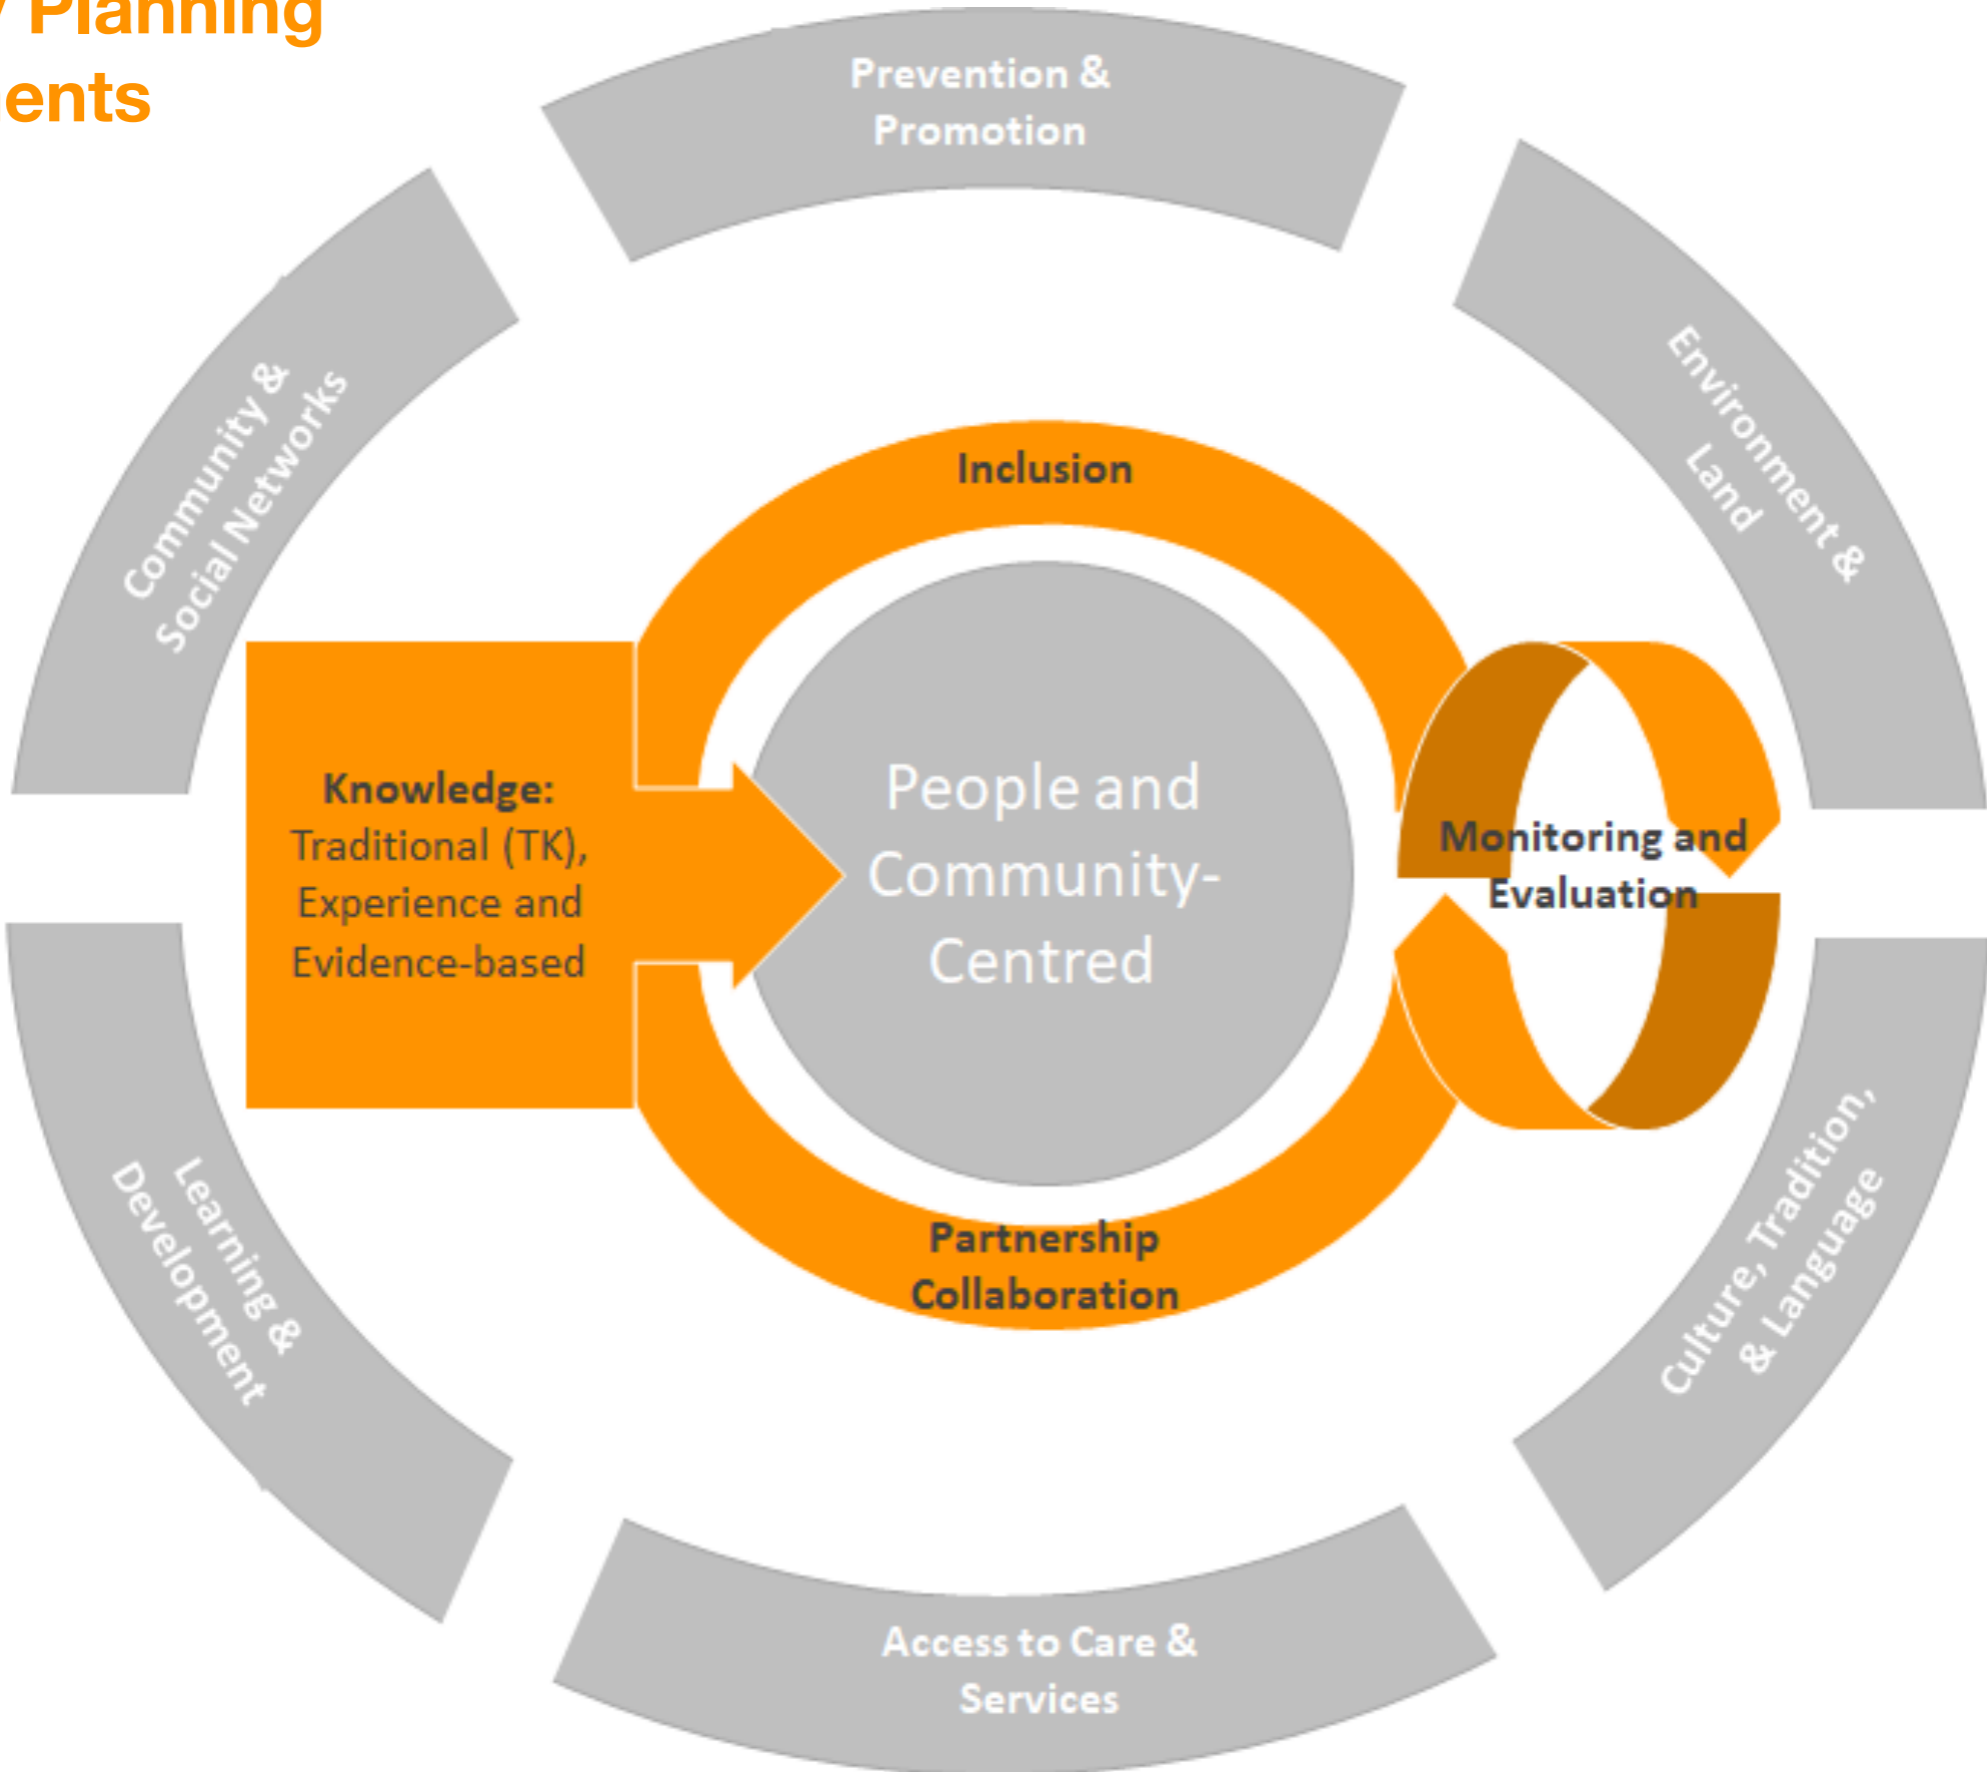 Planning
ents
Prevention &
Promotion
Environment &
Land
Community &
Social Networks
Inclusion
Knowledge:
Traditional (TK),
Experience and
Evidence-based
People and
Community-
Centred
Monitoring and
Evaluation
Partnership
Collaboration
Learning &
Development
Culture, Tradition,
& Language
Access to Care &
Services